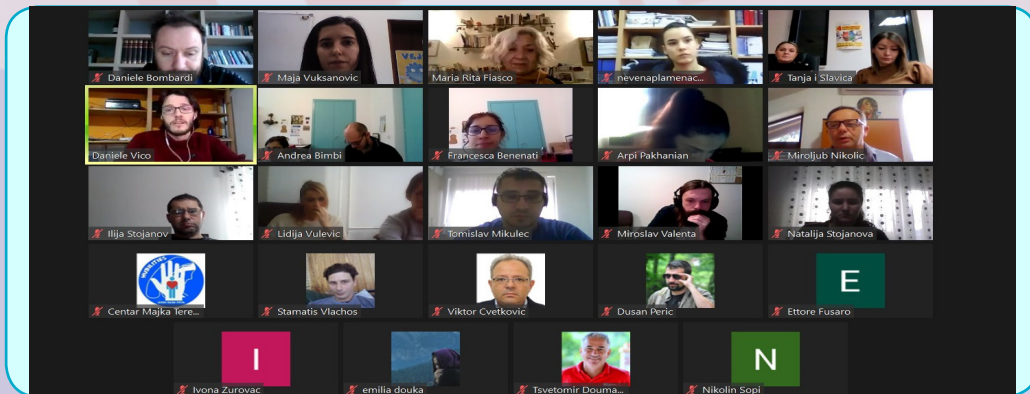 Daniele Bombardi
Maja Vuksanovic
Maria Rita Fiasco
nevenaplamenac...
Tanja i Slavica
Daniele Vico
Andrea Bimbi
Francesca Benenati
Arpi Pakhanian
Miroljub Nikolic
Ilija Stojanov
Lidija Vulevic
Tomislav Mikulec
Miroslav Valenta
Natalija Stojanova
Centar Majka Tere...
Stamatis Vlachos
Viktor Cvetkovic
Dusan Peric
E
Ettore Fusaro
I
Ivona Zurovac
emilia douka
Tsvetomir Douma...
N
Nikolin Sopi